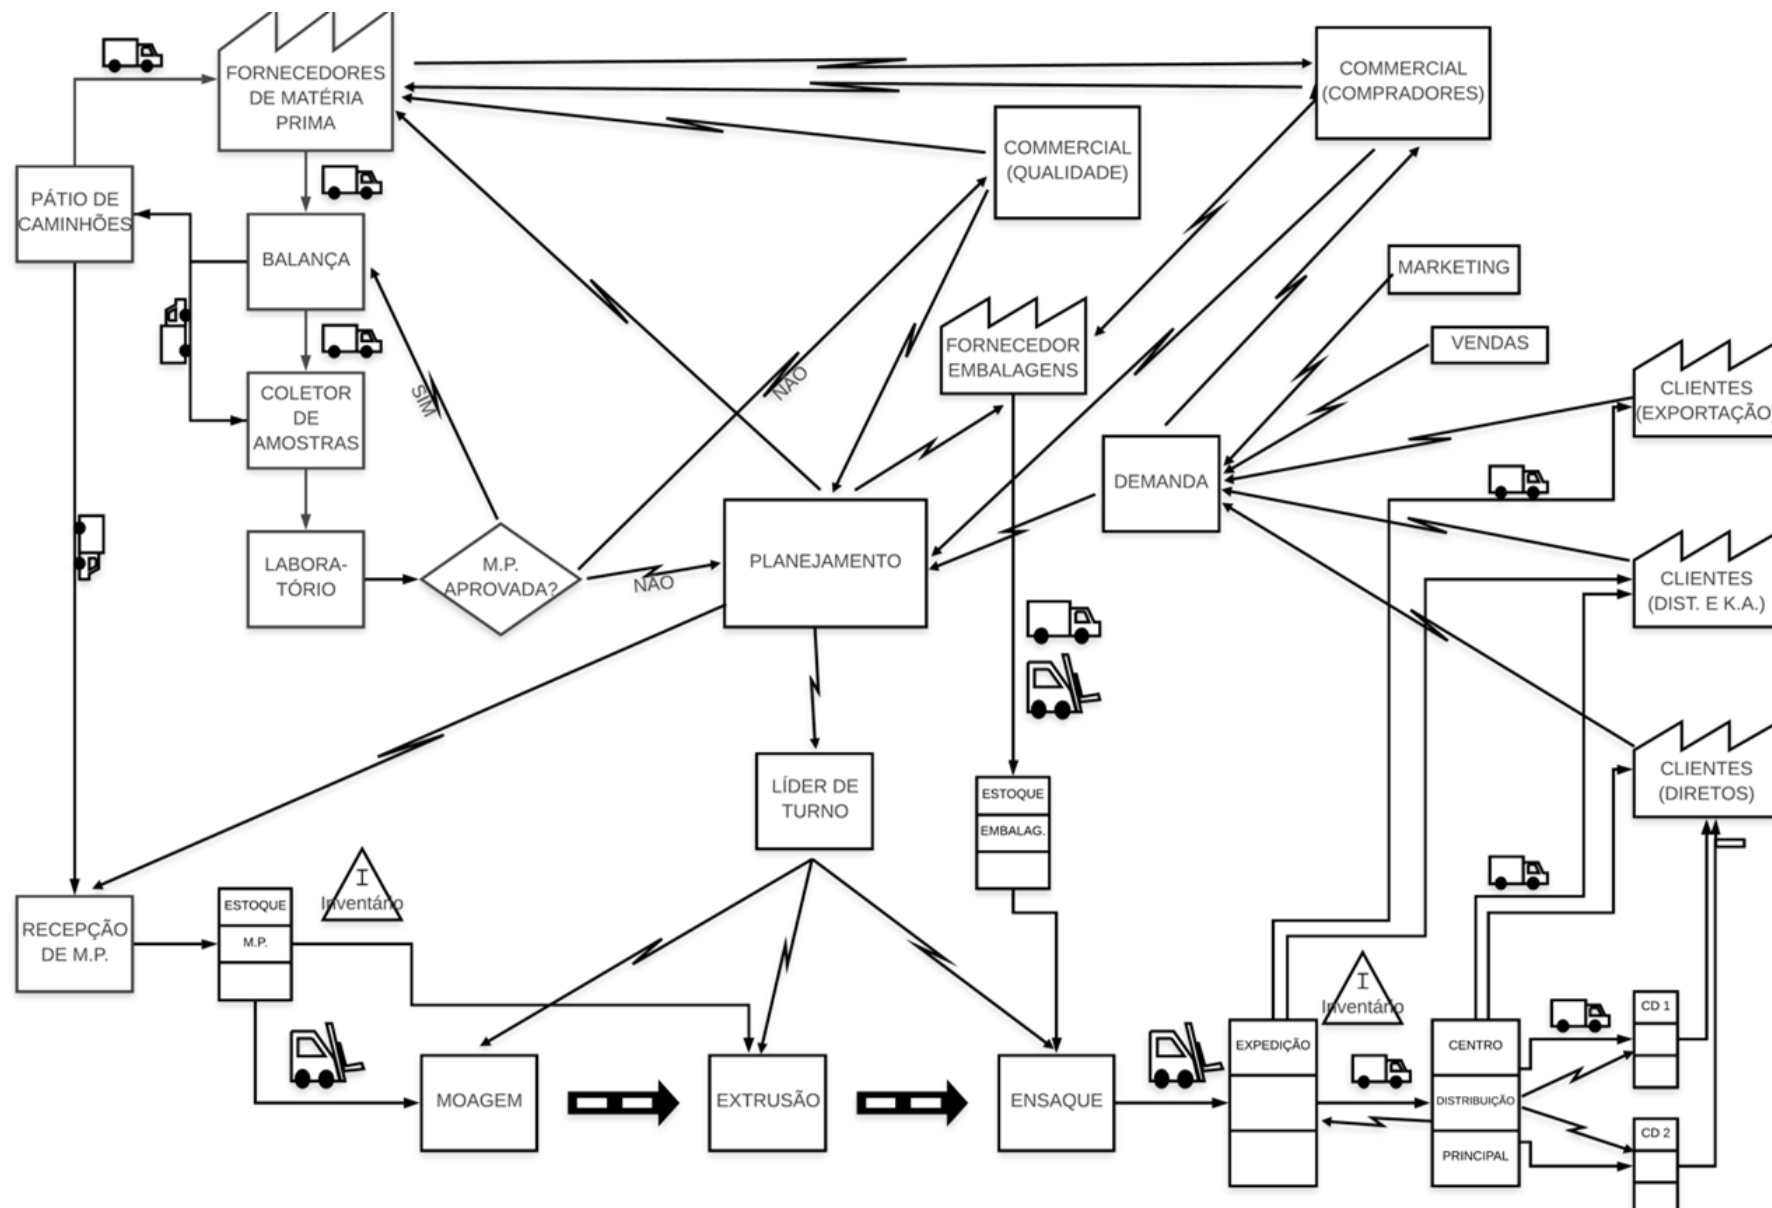 FORNECEDORES
DE MATÉRIA
PRIMA
COMMERCIAL
(COMPRADORES)
COMMERCIAL
(QUALIDADE)
PÁTIO DE
CAMINHÕES
BALANÇA
MARKETING
VENDAS
FORNECEDOR
EMBALAGENS
CLIENTES
(EXPORTAÇÃO)
SIM
NÃO
COLETOR
DE
AMOSTRAS
DEMANDA
LABORA-
TÓRIO
M.P.
APROVADA?
NÃO
PLANEJAMENTO
CLIENTES
(DIST. E K.A.)
LÍDER DE
TURNO
ESTOQUE
EMBALAG.
CLIENTES
(DIRETOS)
RECEPÇÃO
DE M.P.
ESTOQUE
M.P.
I
Inventário
I
Inventário
MOAGEM
EXTRUSÃO
ENSAQUE
EXPEDIÇÃO
CENTRO
DISTRIBUIÇÃO
PRINCIPAL
CD 1
CD 2